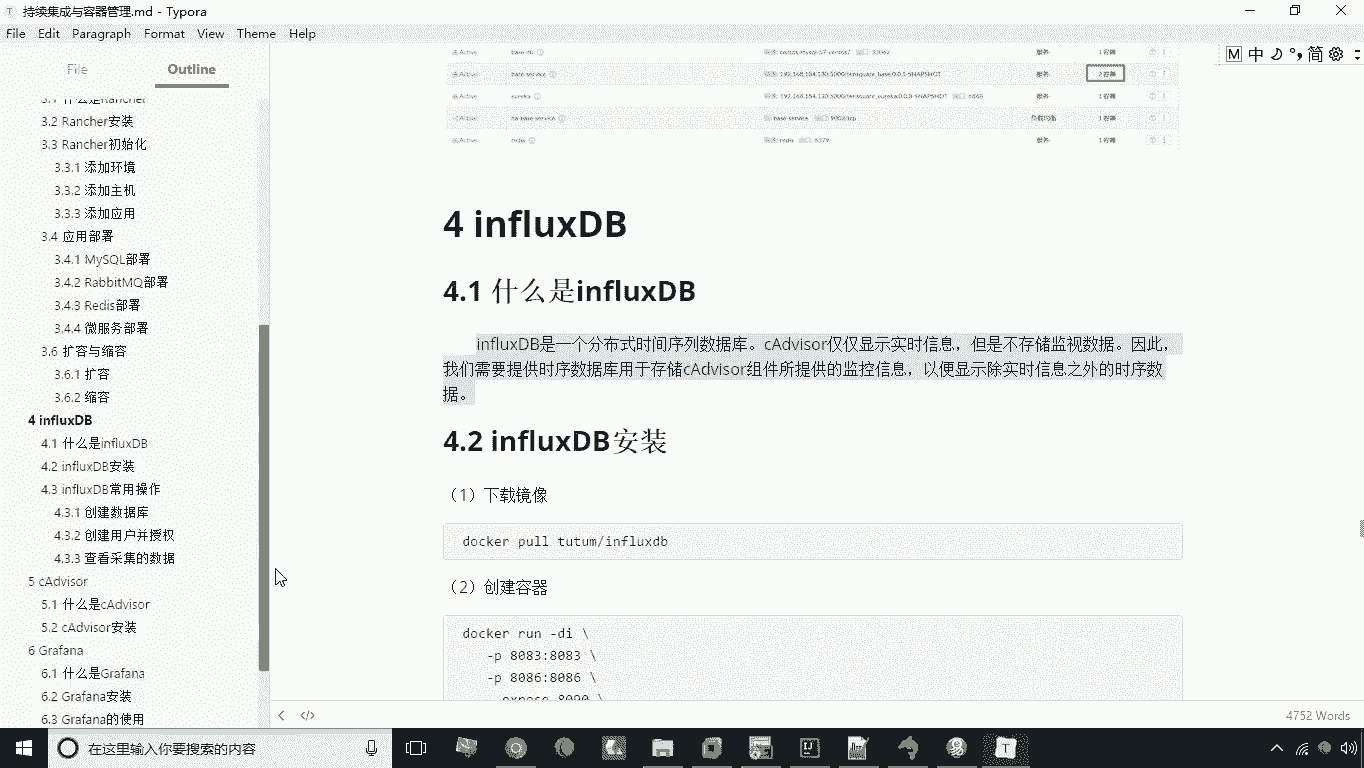 持续集成与容器管理.md - Typora
File Edit Paragraph Format View Theme Help
M 中 简
File Outline
3.1 什么是Rancher
3.2 Rancher安装
3.3 Rancher初始化
3.3.1 添加环境
3.3.2 添加主机
3.3.3 添加应用
3.4 应用部署
3.4.1 MySQL部署
3.4.2 RabbitMQ部署
3.4.3 Redis部署
3.4.4 微服务部署
3.6 扩容与缩容
3.6.1 扩容
3.6.2 缩容
4 influxDB
4.1 什么是influxDB
4.2 influxDB安装
4.3 influxDB常用操作
4.3.1 创建数据库
4.3.2 创建用户并授权
4.3.3 查看采集的数据
5 cAdvisor
5.1 什么是cAdvisor
5.2 cAdvisor安装
6 Grafana
6.1 什么是Grafana
6.2 Grafana安装
6.3 Grafana的使用
Active base-db 服务 1容器
Active base-service 服务 2容器
Active eureka 服务 1容器
Active ha-base-service 负载均衡 1容器
Active redis 镜像: redis 端口: 6379 服务 1容器
4 influxDB
4.1 什么是influxDB
influxDB是一个分布式时间序列数据库。cAdvisor仅仅显示实时信息，但是不存储监视数据。因此，
我们需要提供时序数据库用于存储cAdvisor组件所提供的监控信息，以便显示除实时信息之外的时序数
据。
4.2 influxDB安装
（1）下载镜像
docker pull tutum/influxdb
（2）创建容器
docker run -di \
-p 8083:8083 \
-p 8086:8086 \
--expose 8090 \
4752 Words
在这里输入你要搜索的内容